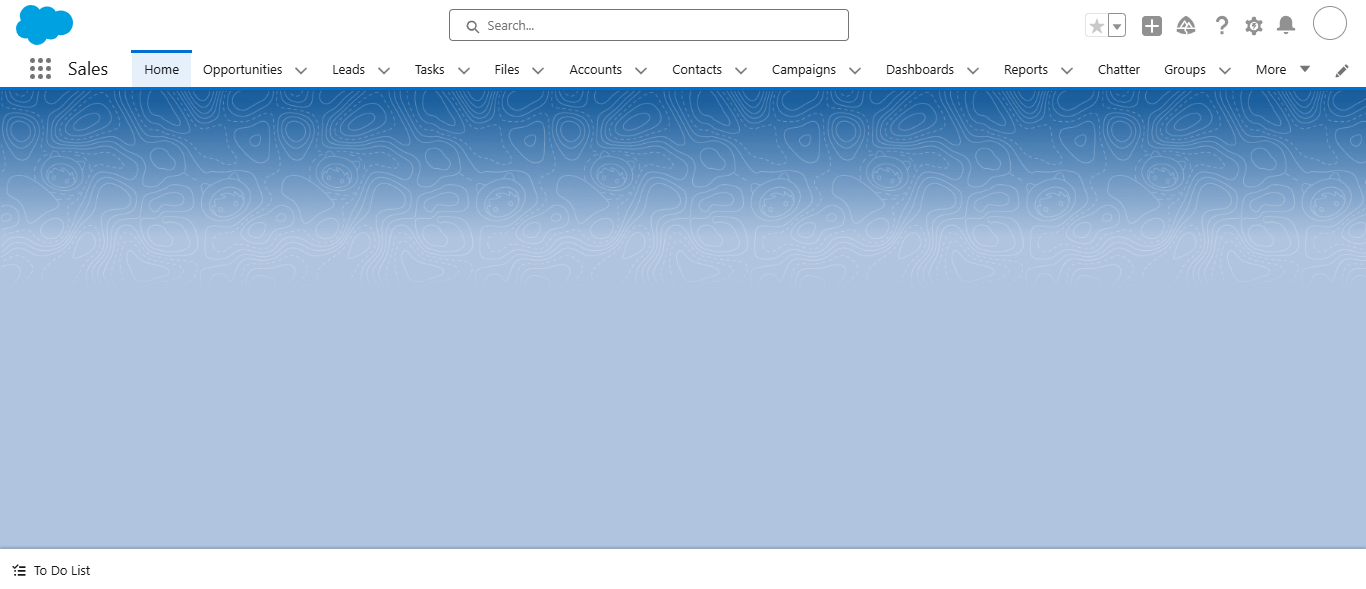 Search...
Sales
Home
Opportunities
Leads
Tasks
Files
Accounts
Contacts
Campaigns
Dashboards
Reports
Chatter
Groups
More
To Do List